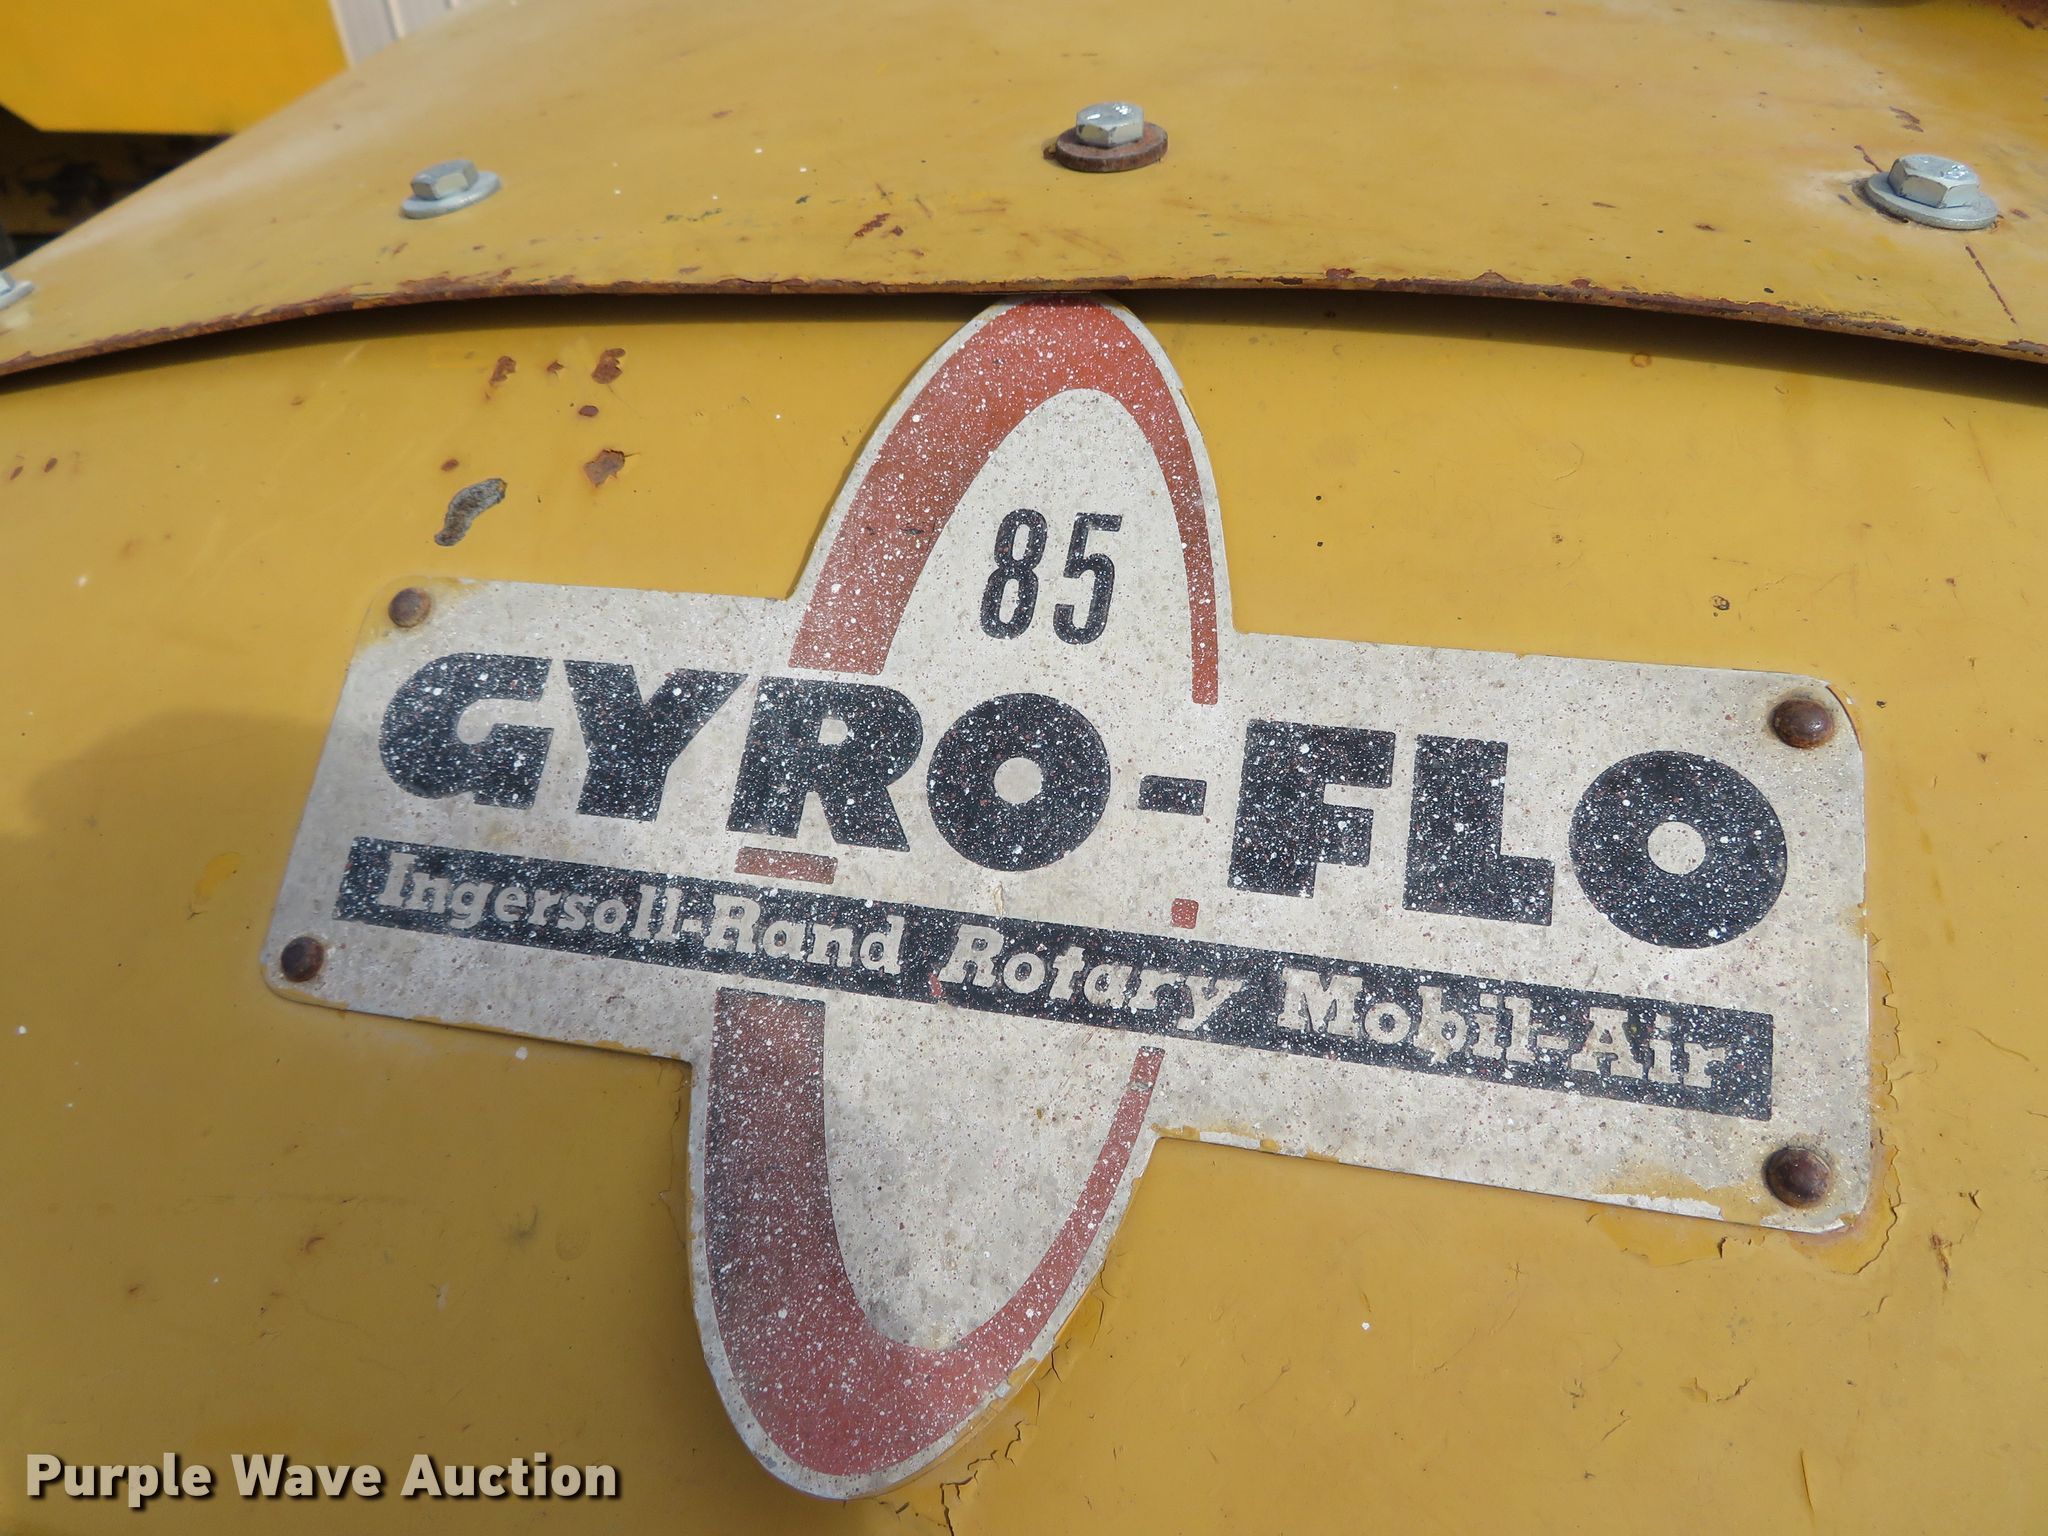 85
GYRO-FLO
Ingersoll-Rand Rotary Mobil-Air
Purple Wave Auction